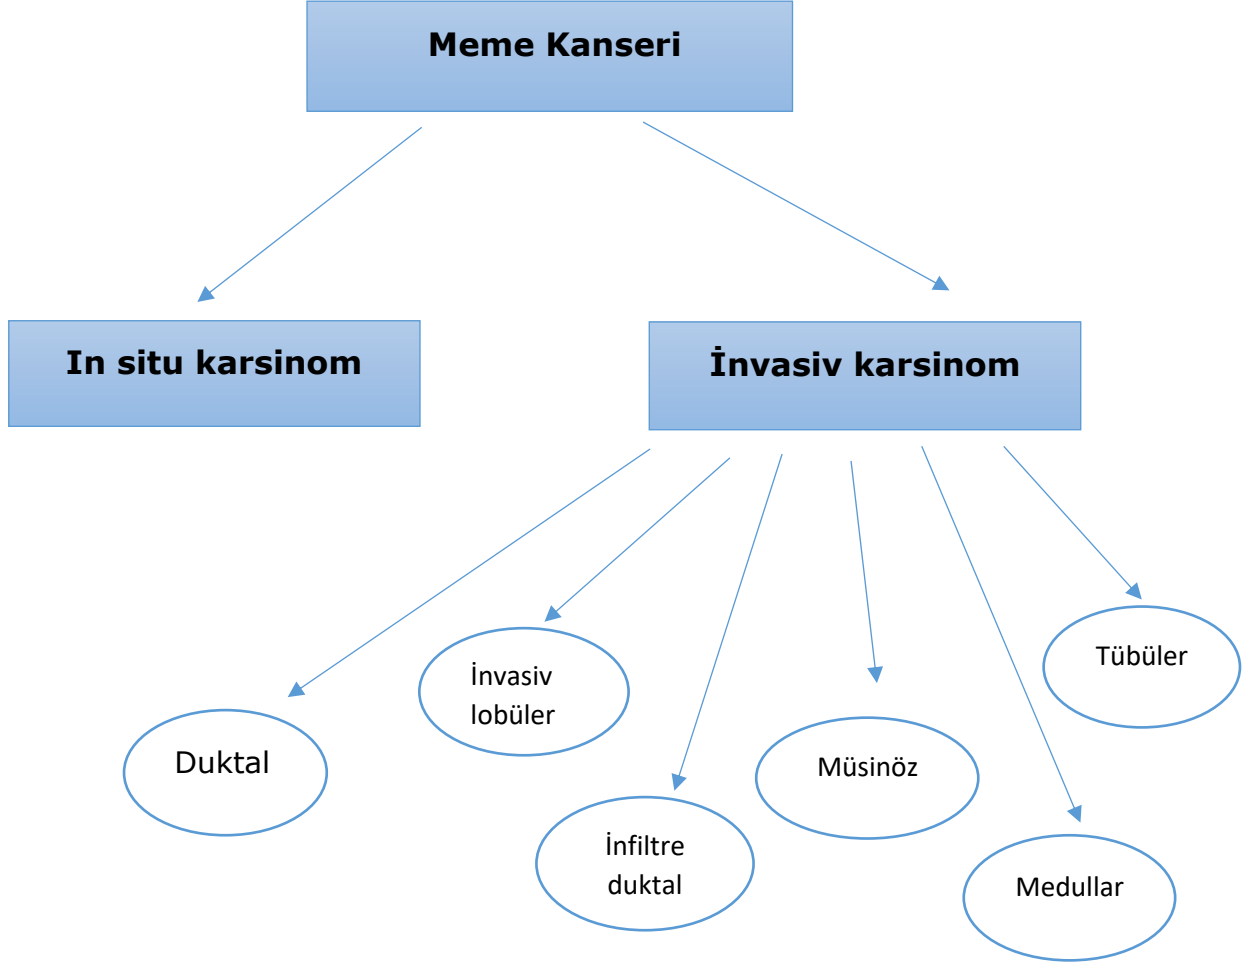 Meme Kanseri
In situ karsinom
İnvasiv karsinom
Duktal
İnvasiv
lobüler
İnfiltre
duktal
Müsinöz
Medullar
Tübüler